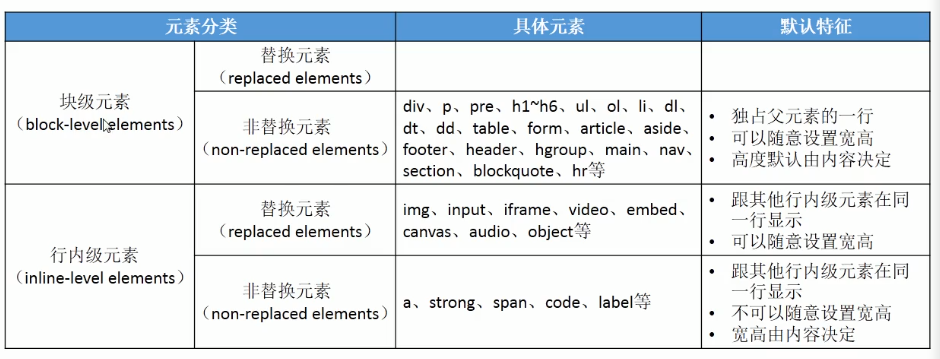 元素分类 具体元素 默认特征
块级元素
（block-level elements）
替换元素
（replaced elements）
非替换元素
（non-replaced elements）
div、p、pre、h1~h6、ul、ol、li、dl、
dt、dd、table、form、article、aside、
footer、header、hgroup、main、nav、
section、blockquote、hr等
• 独占父元素的一行
• 可以随意设置宽高
• 高度默认由内容决定
行内级元素
（inline-level elements）
替换元素
（replaced elements）
img、input、iframe、video、embed、
canvas、audio、object等
• 跟其他行内级元素在同
一行显示
• 可以随意设置宽高
非替换元素
（non-replaced elements）
a、strong、span、code、label等
• 跟其他行内级元素在同
一行显示
• 不可以随意设置宽高
• 宽高由内容决定